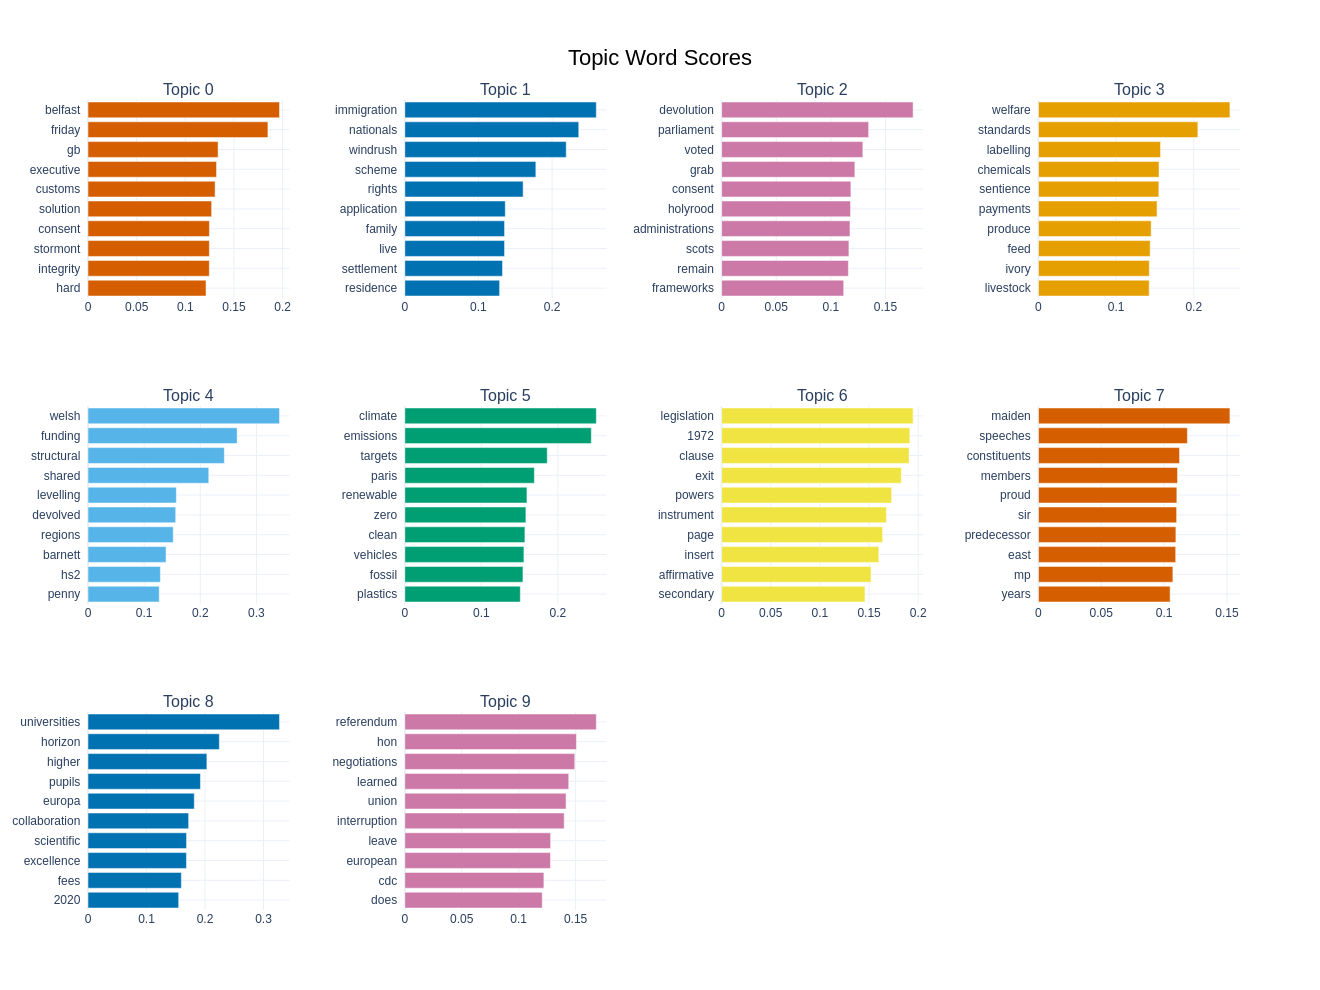 Topic Word Scores
Topic 0
belfast
friday
gb
executive
customs
solution
consent
stormont
integrity
hard
0 0.05 0.1 0.15 0.2
Topic 1
immigration
nationals
windrush
scheme
rights
application
family
live
settlement
residence
0 0.1 0.2
Topic 2
devolution
parliament
voted
grab
consent
holyrood
administrations
scots
remain
frameworks
0 0.05 0.1 0.15
Topic 3
welfare
standards
labelling
chemicals
sentience
payments
produce
feed
ivory
livestock
0 0.1 0.2
Topic 4
welsh
funding
structural
shared
levelling
devolved
regions
barnett
hs2
penny
0 0.1 0.2 0.3
Topic 5
climate
emissions
targets
paris
renewable
zero
clean
vehicles
fossil
plastics
0 0.1 0.2
Topic 6
legislation
1972
clause
exit
powers
instrument
page
insert
affirmative
secondary
0 0.05 0.1 0.15 0.2
Topic 7
maiden
speeches
constituents
members
proud
sir
predecessor
east
mp
years
0 0.05 0.1 0.15
Topic 8
universities
horizon
higher
pupils
europa
collaboration
scientific
excellence
fees
2020
0 0.1 0.2 0.3
Topic 9
referendum
hon
negotiations
learned
union
interruption
leave
european
cdc
does
0 0.05 0.1 0.15